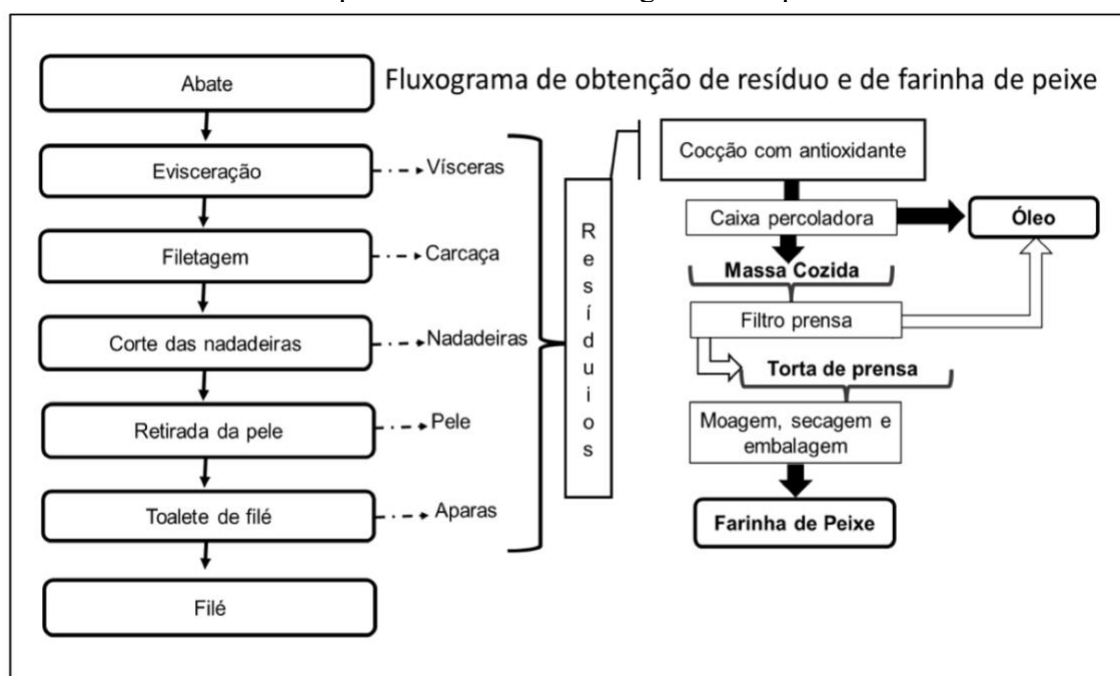 Fluxograma de obtenção de resíduo e de farinha de peixe
Abate
Evisceração
Vísceras
Filetagem
Carcaça
Corte das nadadeiras
Nadadeiras
Retirada da pele
Pele
Toalete de filé
Aparas
Filé
Resíduios
Cocção com antioxidante
Caixa percoladora
Óleo
Massa Cozida
Filtro prensa
Torta de prensa
Moagem, secagem e
embalagem
Farinha de Peixe